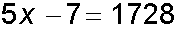 5x − 7 = 1728